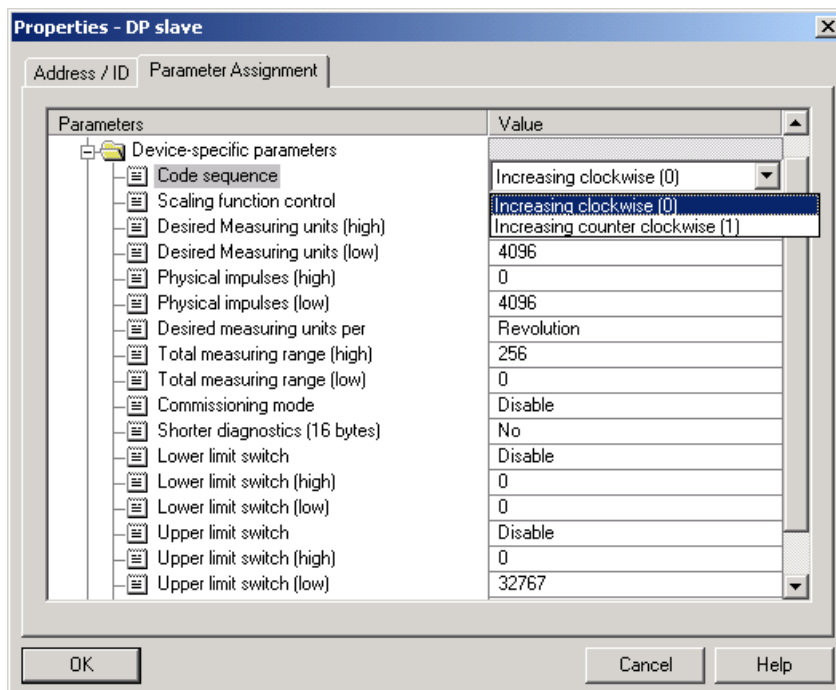 Properties - DP slave
Address / ID Parameter Assignment
Parameters Value
Device-specific parameters
Code sequence Increasing clockwise (0)
Scaling function control Increasing clockwise (0)
Desired Measuring units (high) Increasing counter clockwise (1)
Desired Measuring units (low) 4096
Physical impulses (high) 0
Physical impulses (low) 4096
Desired measuring units per Revolution
Total measuring range (high) 256
Total measuring range (low) 0
Commissioning mode Disable
Shorter diagnostics (16 bytes) No
Lower limit switch Disable
Lower limit switch (high) 0
Lower limit switch (low) 0
Upper limit switch Disable
Upper limit switch (high) 0
Upper limit switch (low) 32767
OK Cancel Help